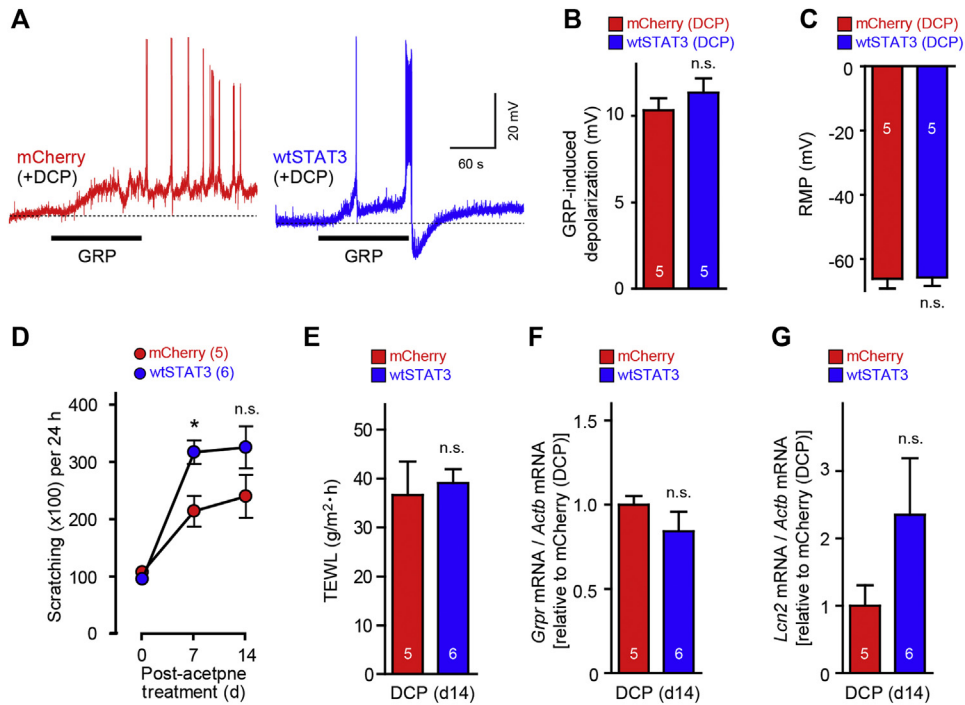 A
mCherry
(+DCP)
GRP
wtSTAT3
(+DCP)
GRP
20 mV
60 s
B
mCherry (DCP)
wtSTAT3 (DCP)
n.s.
GRP-induced
depolarization (mV)
10
5
0
5
5
C
mCherry (DCP)
wtSTAT3 (DCP)
RMP (mV)
0
-20
-40
-60
5
5
n.s.
D
mCherry (5)
wtSTAT3 (6)
Scratching (x100) per 24 h
400
300
200
100
0
*
n.s.
0
7
14
Post-acetpne
treatment (d)
E
mCherry
wtSTAT3
TEWL (g/m²·h)
50
40
30
20
10
0
n.s.
5
6
DCP (d14)
F
mCherry
wtSTAT3
Grpr mRNA / Actb mRNA
[relative to mCherry (DCP)]
1.5
1.0
0.5
0
n.s.
5
6
DCP (d14)
G
mCherry
wtSTAT3
Lcn2 mRNA / Actb mRNA
[relative to mCherry (DCP)]
3
2
1
0
n.s.
5
6
DCP (d14)